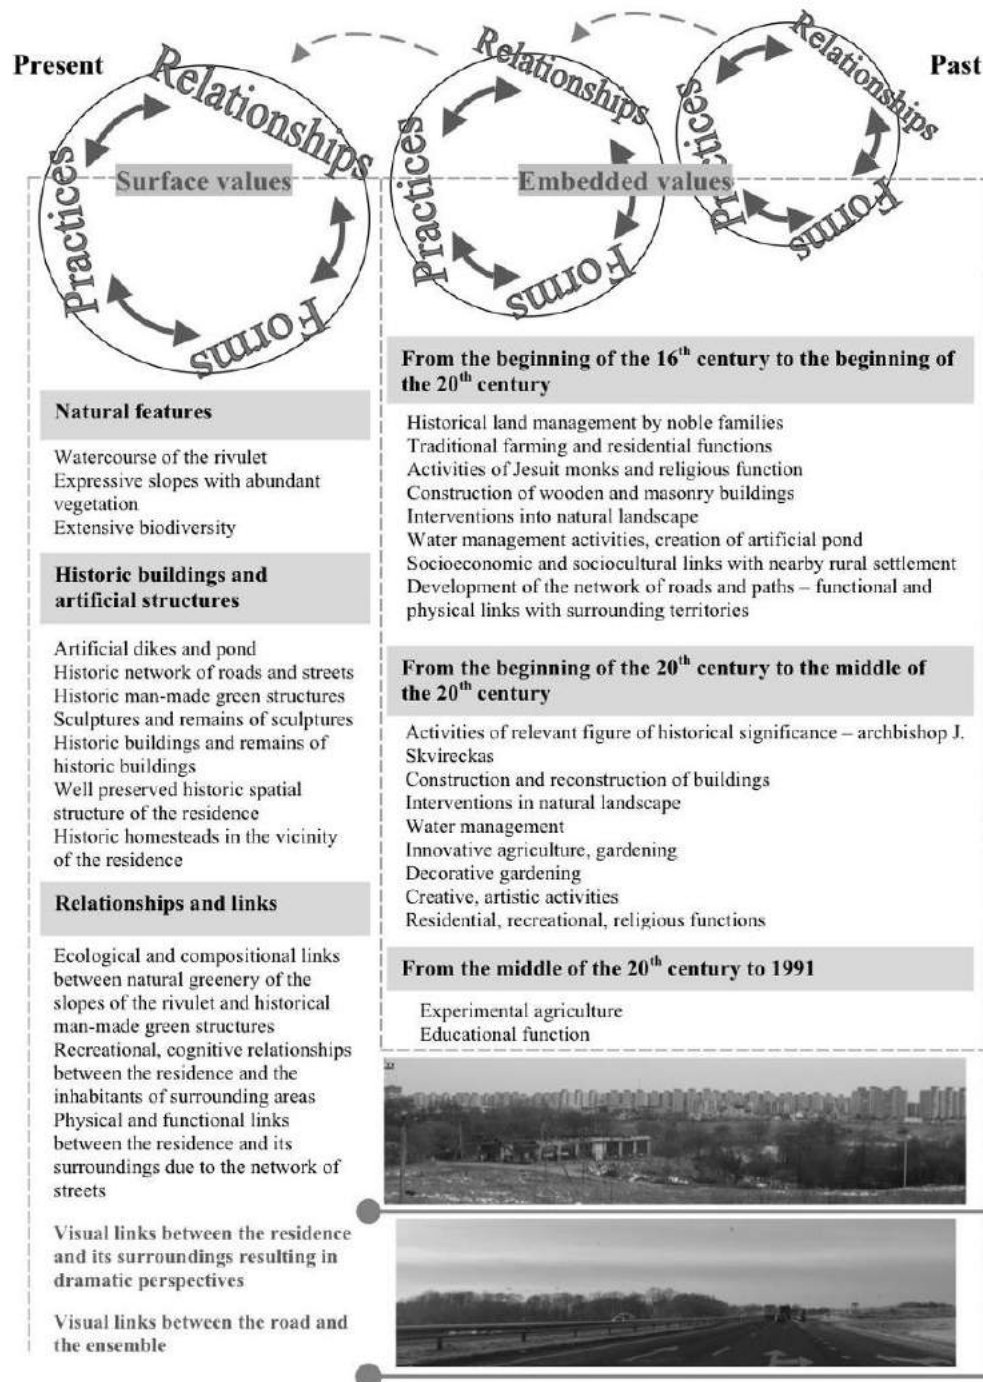 Present
Past
Relationships
Practices
Forms
Surface values
Relationships
Practices
Forms
Embedded values
Relationships
Practices
Forms
Natural features
Watercourse of the rivulet
Expressive slopes with abundant
vegetation
Extensive biodiversity
Historic buildings and
artificial structures
Artificial dikes and pond
Historic network of roads and streets
Historic man-made green structures
Sculptures and remains of sculptures
Historic buildings and remains of
historic buildings
Well preserved historic spatial
structure of the residence
Historic homesteads in the vicinity
of the residence
Relationships and links
Ecological and compositional links
between natural greenery of the
slopes of the rivulet and historical
man-made green structures
Recreational, cognitive relationships
between the residence and the
inhabitants of surrounding areas
Physical and functional links
between the residence and its
surroundings due to the network of
streets
Visual links between the residence
and its surroundings resulting in
dramatic perspectives
Visual links between the road and
the ensemble
From the beginning of the 16th century to the beginning of
the 20th century
Historical land management by noble families
Traditional farming and residential functions
Activities of Jesuit monks and religious function
Construction of wooden and masonry buildings
Interventions into natural landscape
Water management activities, creation of artificial pond
Socioeconomic and sociocultural links with nearby rural settlement
Development of the network of roads and paths – functional and
physical links with surrounding territories
From the beginning of the 20th century to the middle of
the 20th century
Activities of relevant figure of historical significance – archbishop J.
Skvireckas
Construction and reconstruction of buildings
Interventions in natural landscape
Water management
Innovative agriculture, gardening
Decorative gardening
Creative, artistic activities
Residential, recreational, religious functions
From the middle of the 20th century to 1991
Experimental agriculture
Educational function